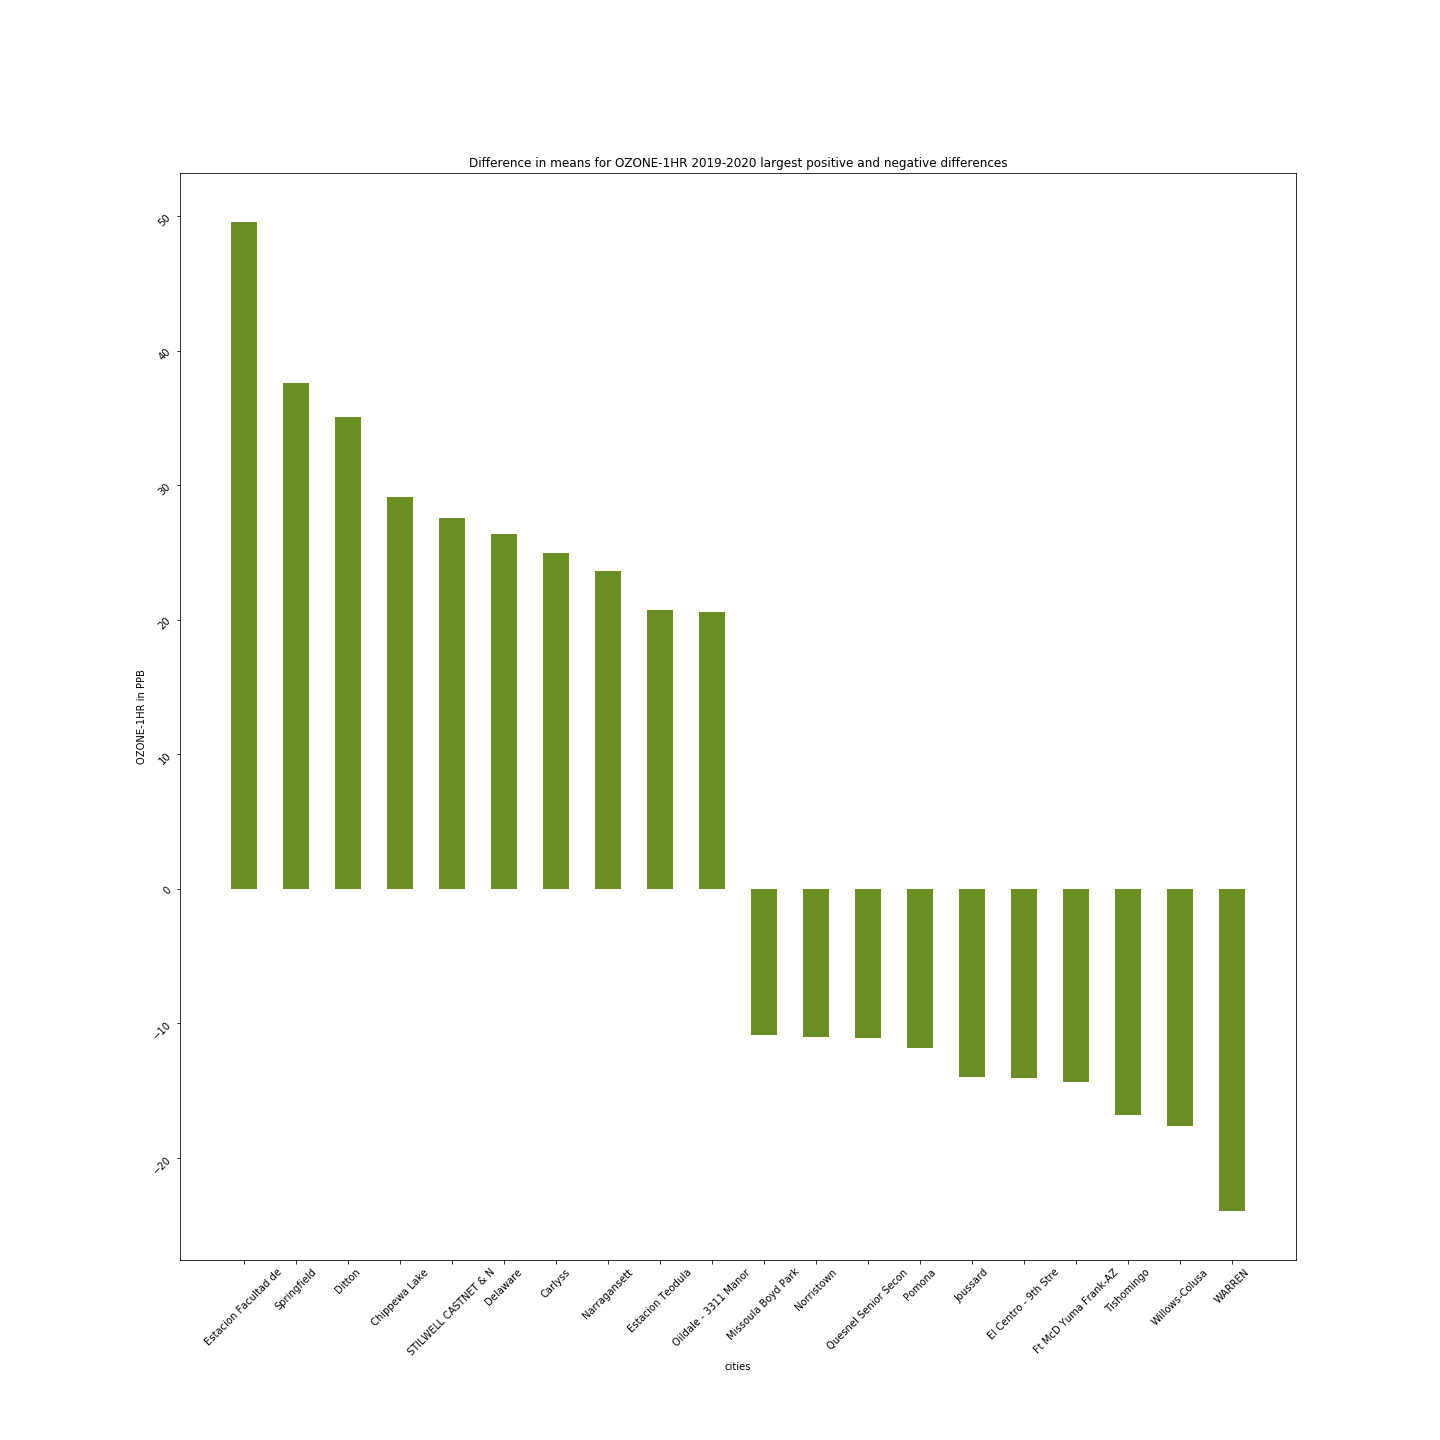 Difference in means for OZONE-1HR 2019-2020 largest positive and negative differences
50
40
30
20
10
0
−10
−20
OZONE-1HR in PPB
Estacion Facultad de
Springfield
Ditton
Chippewa Lake
STILWELL CASTNET & N
Delaware
Carlyss
Narragansett
Estacion Teodula
Oildale - 3311 Manor
Missoula Boyd Park
Norristown
Quesnel Senior Secon
Pomona
Joussard
El Centro - 9th Stre
Ft McD Yuma Frank-AZ
Tishomingo
Willows-Colusa
WARREN
cities